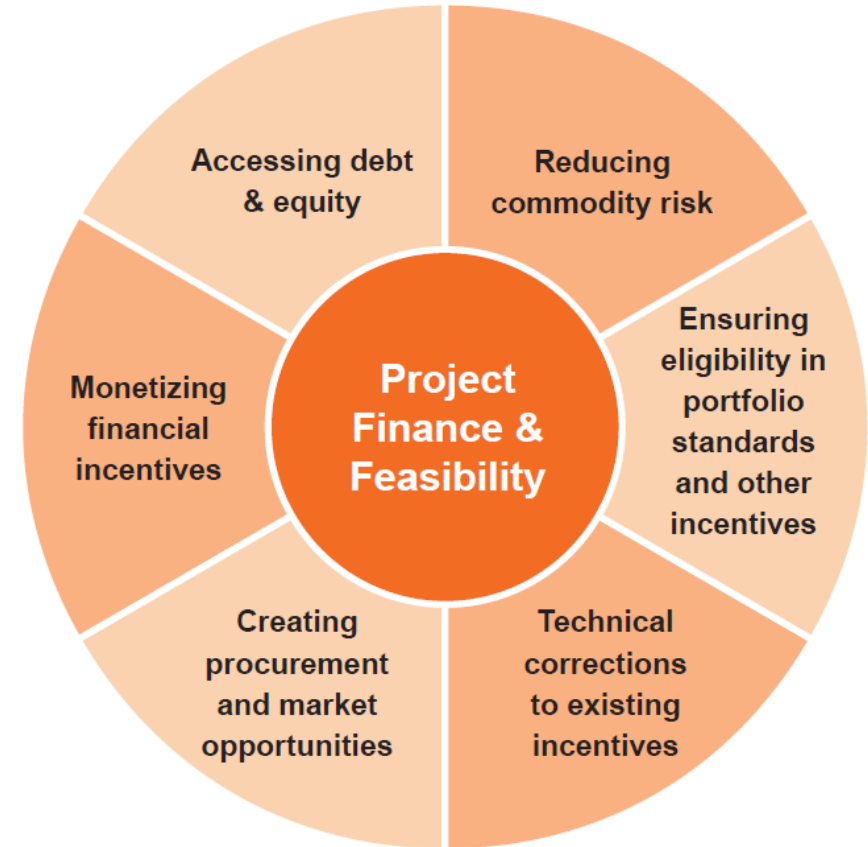 Accessing debt
& equity
Reducing
commodity risk
Ensuring
eligibility in
portfolio
standards
and other
incentives
Technical
corrections
to existing
incentives
Creating
procurement
and market
opportunities
Monetizing
financial
incentives
Project
Finance &
Feasibility